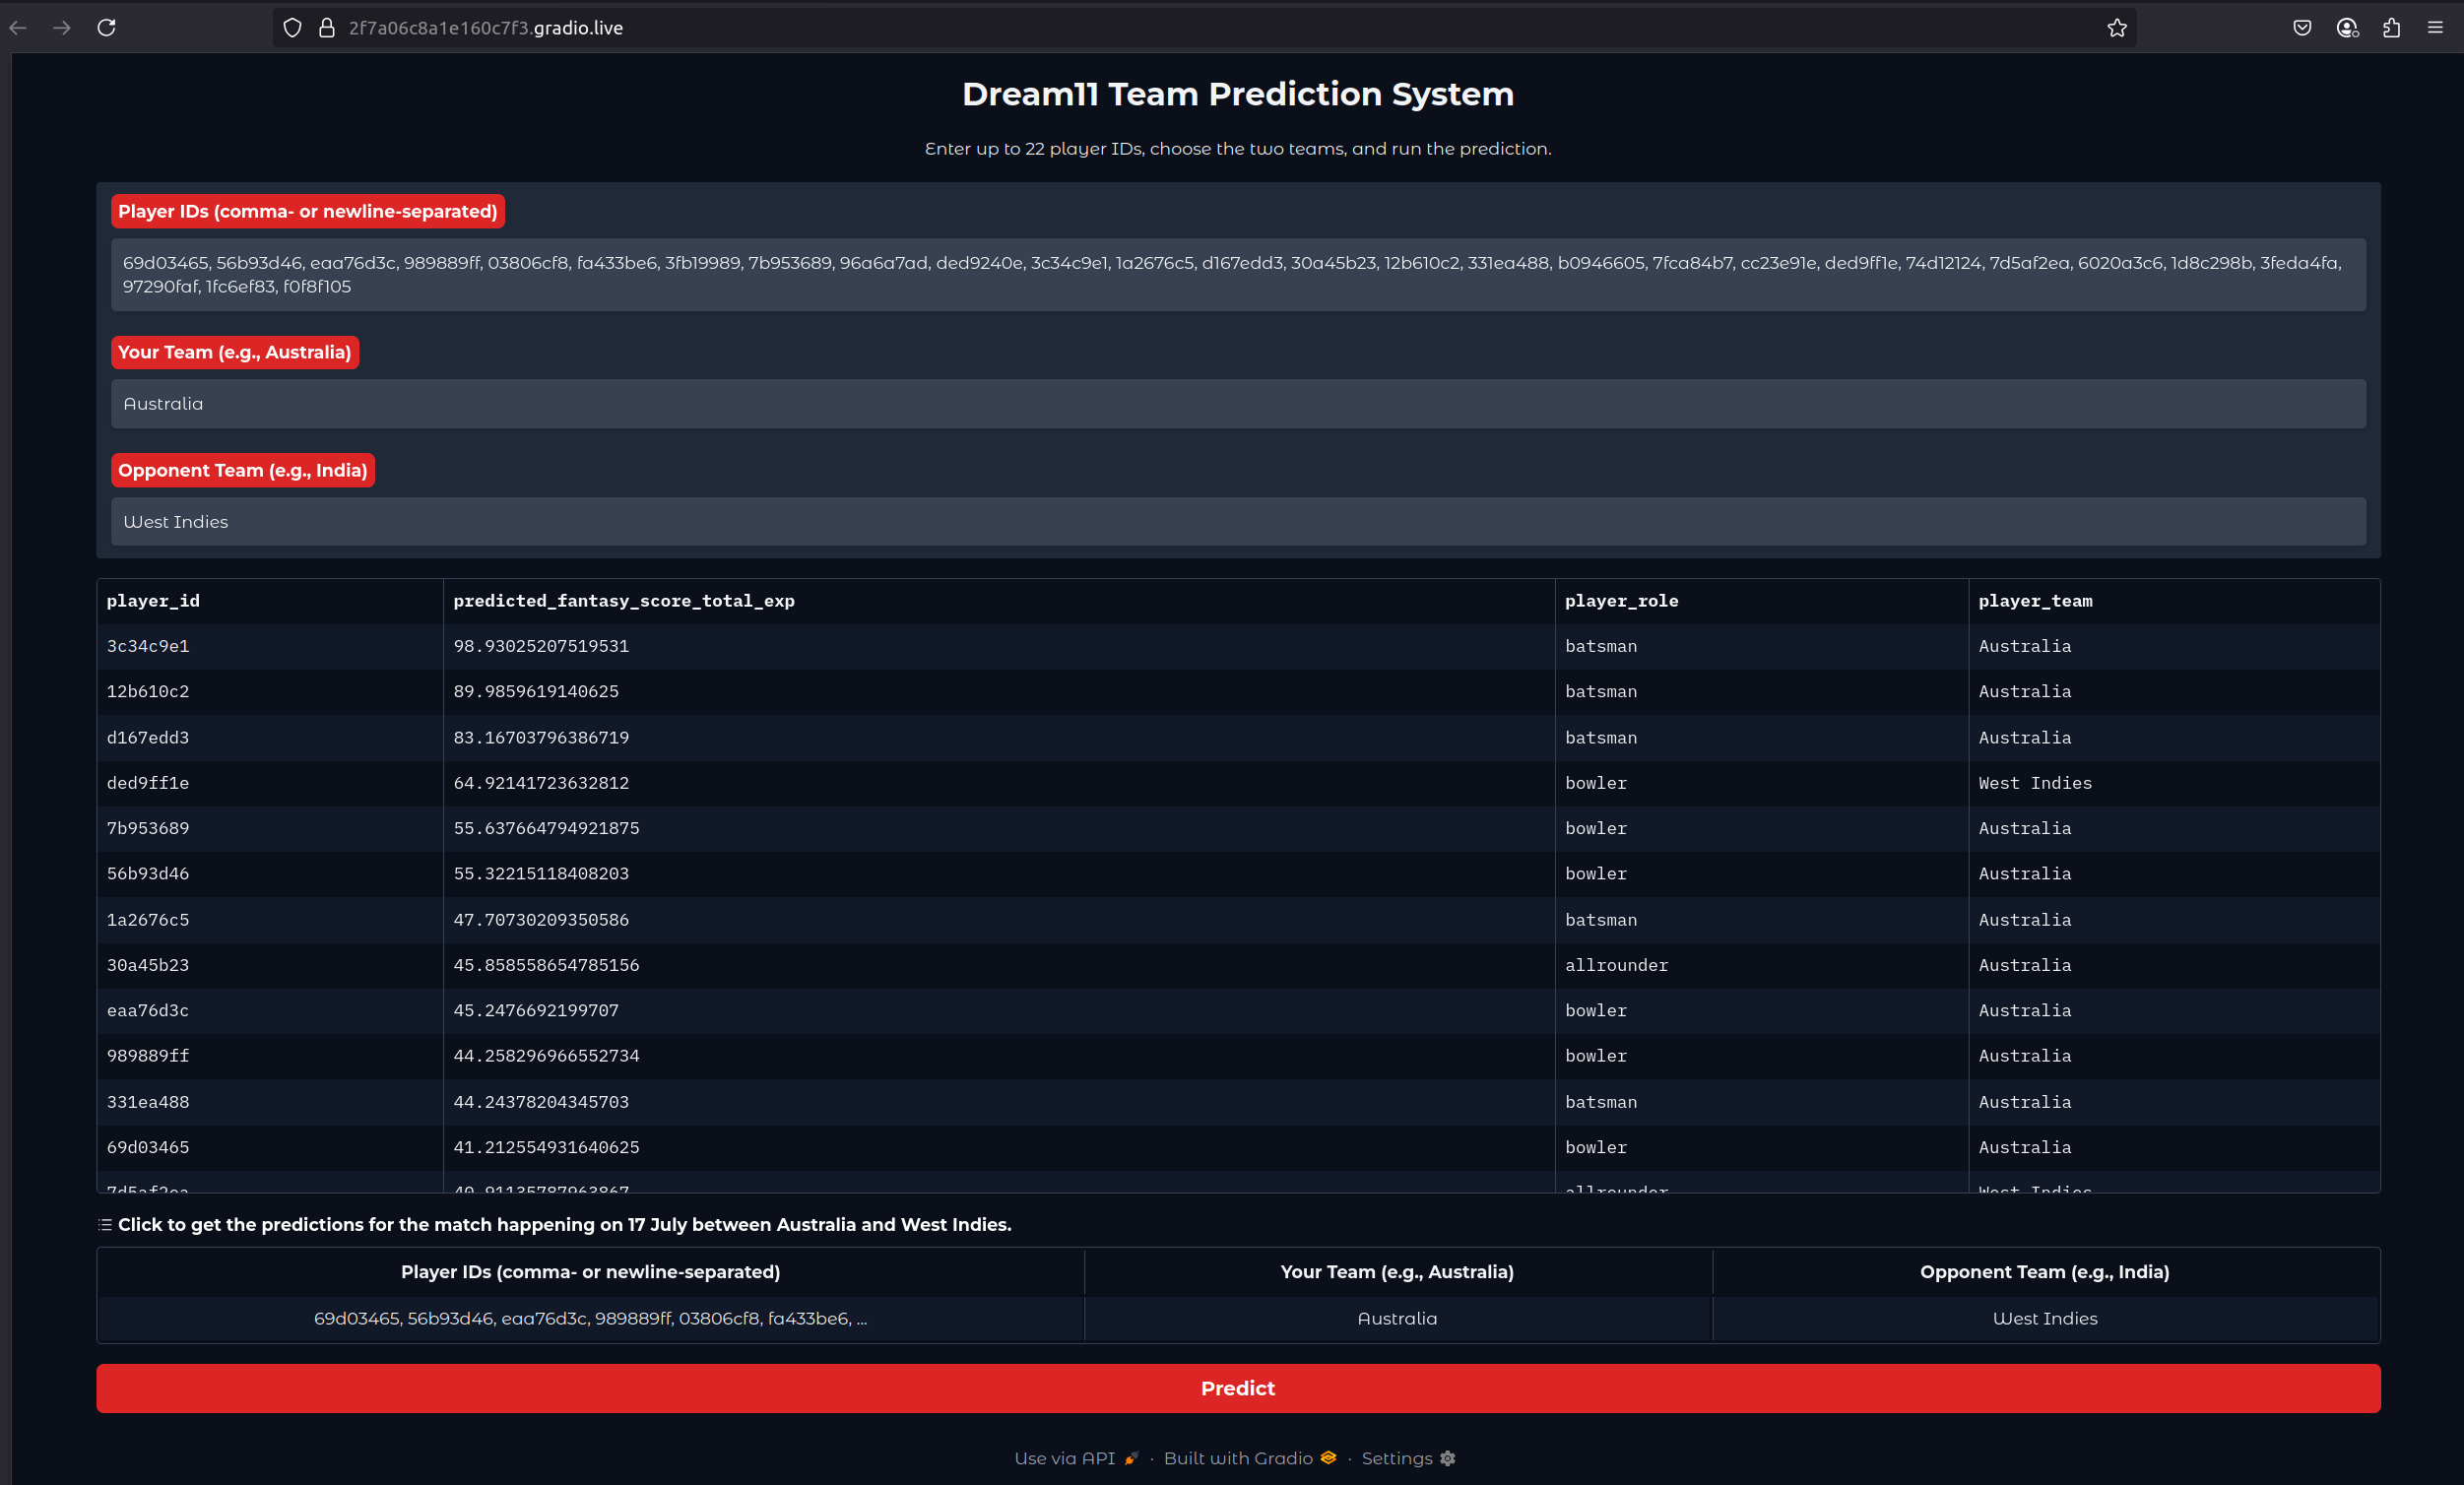 2f7a06c8a1e160c7f3.gradio.live
Dream11 Team Prediction System
Enter up to 22 player IDs, choose the two teams, and run the prediction.
Player IDs (comma- or newline-separated)
69d03465, 56b93d46, eaa76d3c, 989889ff, 03806cf8, fa433be6, 3fb19989, 7b953689, 96a6a7ad, ded9240e, 3c34c9e1, 1a2676c5, d167edd3, 30a45b23, 12b610c2, 331ea488, b0946605, 7fca84b7, cc23e91e, ded9ff1e, 74d12124, 7d5af2ea, 6020a3c6, 1d8c298b, 3feda4fa,
97290faf, 1fc6ef83, f0f8f105
Your Team (e.g., Australia)
Australia
Opponent Team (e.g., India)
West Indies
player_id predicted_fantasy_score_total_exp player_role player_team
3c34c9e1 98.93025207519531 batsman Australia
12b610c2 89.9859619140625 batsman Australia
d167edd3 83.16703796386719 batsman Australia
ded9ff1e 64.92141723632812 bowler West Indies
7b953689 55.637664794921875 bowler Australia
56b93d46 55.32215118408203 bowler Australia
1a2676c5 47.70730209350586 batsman Australia
30a45b23 45.858558654785156 allrounder Australia
eaa76d3c 45.2476692199707 bowler Australia
989889ff 44.258296966552734 bowler Australia
331ea488 44.24378204345703 batsman Australia
69d03465 41.212554931640625 bowler Australia
7d5af2ea 40.91135787963867 allrounder West Indies
Click to get the predictions for the match happening on 17 July between Australia and West Indies.
Player IDs (comma- or newline-separated) Your Team (e.g., Australia) Opponent Team (e.g., India)
69d03465, 56b93d46, eaa76d3c, 989889ff, 03806cf8, fa433be6, ... Australia West Indies
Predict
Use via API · Built with Gradio · Settings